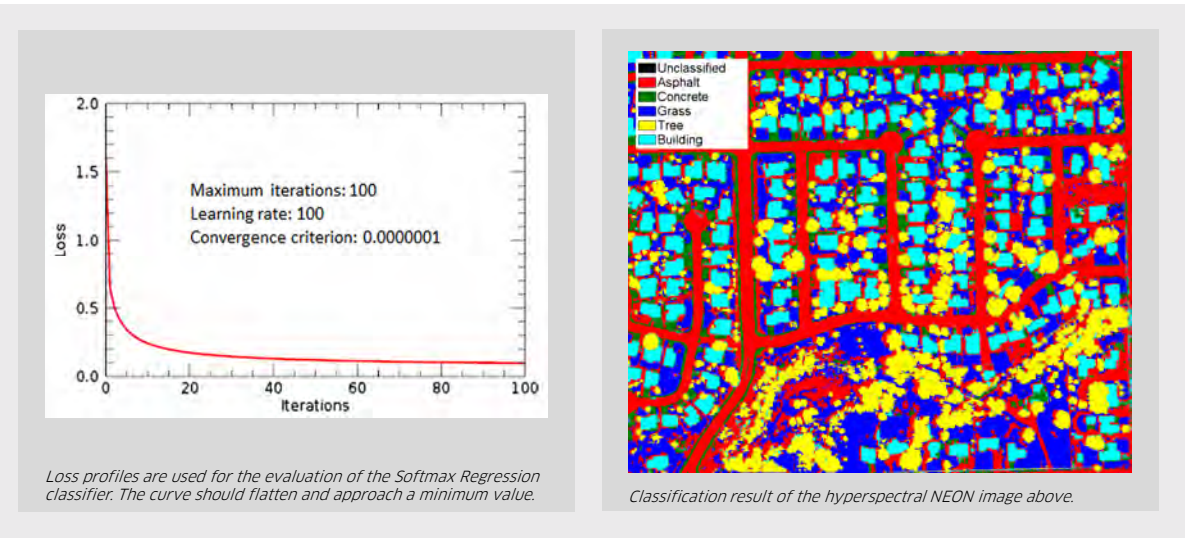 2.0
1.5
1.0
0.5
0.0
Loss
Maximum iterations: 100
Learning rate: 100
Convergence criterion: 0.0000001
0 20 40 60 80 100
Iterations
Loss profiles are used for the evaluation of the Softmax Regression
classifier. The curve should flatten and approach a minimum value.
Unclassified
Asphalt
Concrete
Grass
Tree
Building
Classification result of the hyperspectral NEON image above.